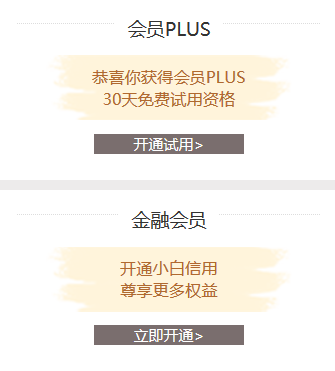 会员PLUS
恭喜你获得会员PLUS
30天免费试用资格
开通试用>
金融会员
开通小白信用
尊享更多权益
立即开通>